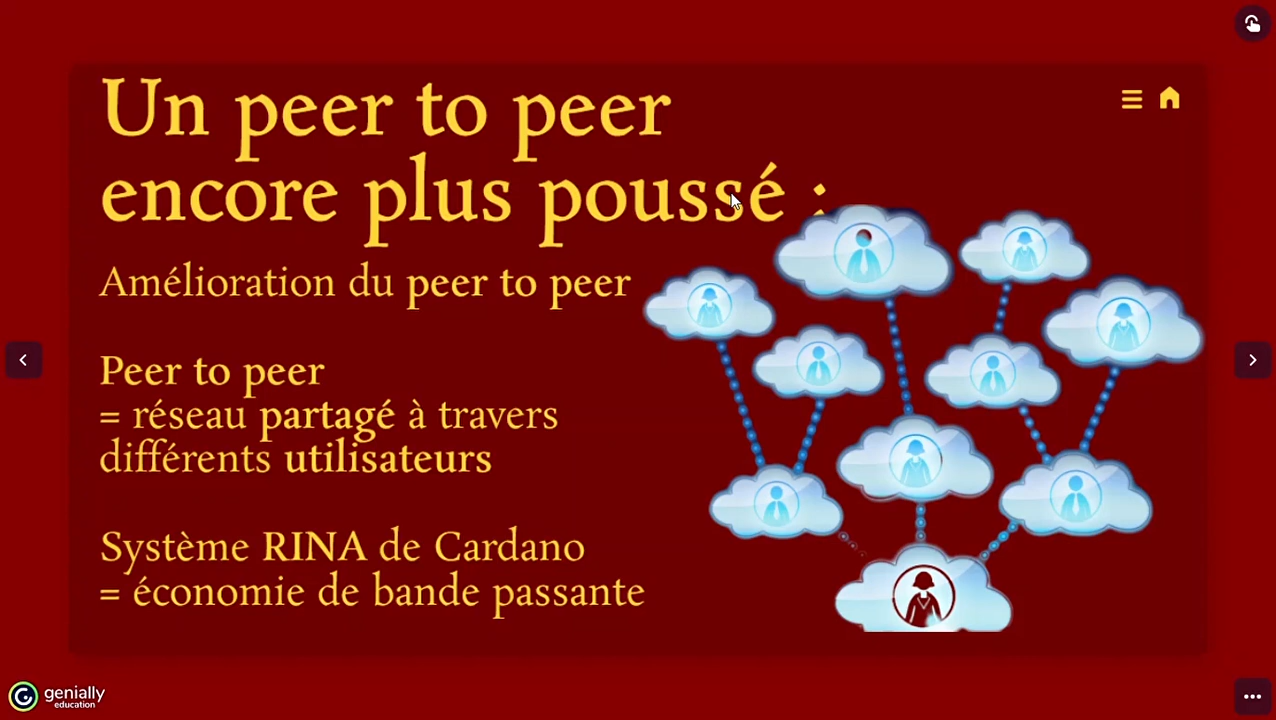 Un peer to peer
encore plus poussé :
Amélioration du peer to peer
Peer to peer
= réseau partagé à travers
différents utilisateurs
Système RINA de Cardano
= économie de bande passante
genially
education